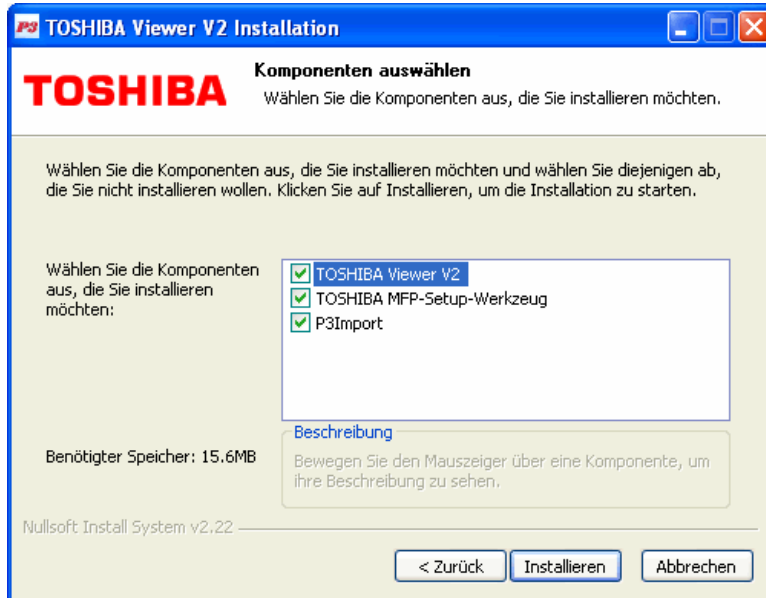 P3 TOSHIBA Viewer V2 Installation
TOSHIBA
Komponenten auswählen
Wählen Sie die Komponenten aus, die Sie installieren möchten.
Wählen Sie die Komponenten aus, die Sie installieren möchten und wählen Sie diejenigen ab,
die Sie nicht installieren wollen. Klicken Sie auf Installieren, um die Installation zu starten.
Wählen Sie die Komponenten
aus, die Sie installieren
möchten:
TOSHIBA Viewer V2
TOSHIBA MFP-Setup-Werkzeug
P3Import
Benötigter Speicher: 15.6MB
Beschreibung
Bewegen Sie den Mauszeiger über eine Komponente, um
ihre Beschreibung zu sehen.
Nullsoft Install System v2.22
< Zurück
Installieren
Abbrechen